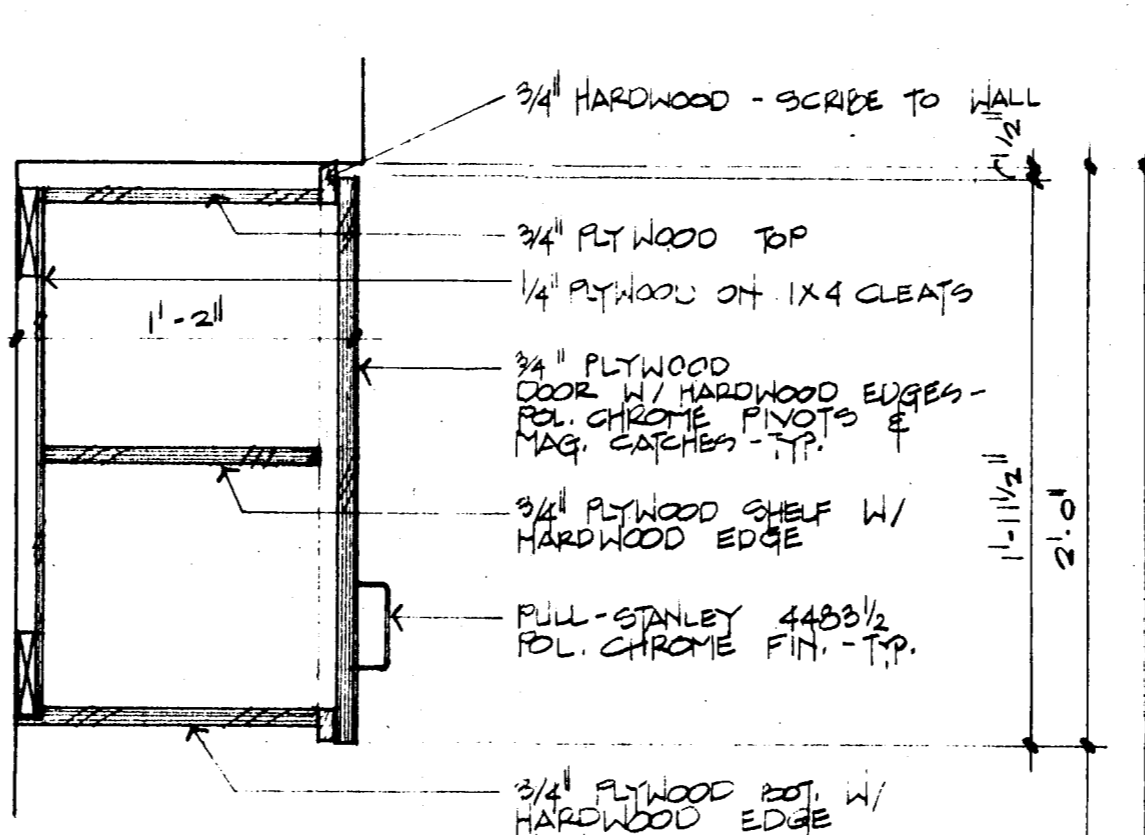 3/4" HARDWOOD - SCRIBE TO WALL
1/2"
3/4" PLYWOOD TOP
1/4" PLYWOOD ON 1X4 CLEATS
1'-2"
3/4" PLYWOOD
DOOR W/ HARDWOOD EDGES-
POL. CHROME PIVOTS &
MAG. CATCHES - TYP.
3/4" PLYWOOD SHELF W/
HARDWOOD EDGE
1'-11 1/2"
2'-0"
PULL-STANLEY 4483 1/2
POL. CHROME FIN. - TYP.
3/4" PLYWOOD BOT. W/
HARDWOOD EDGE